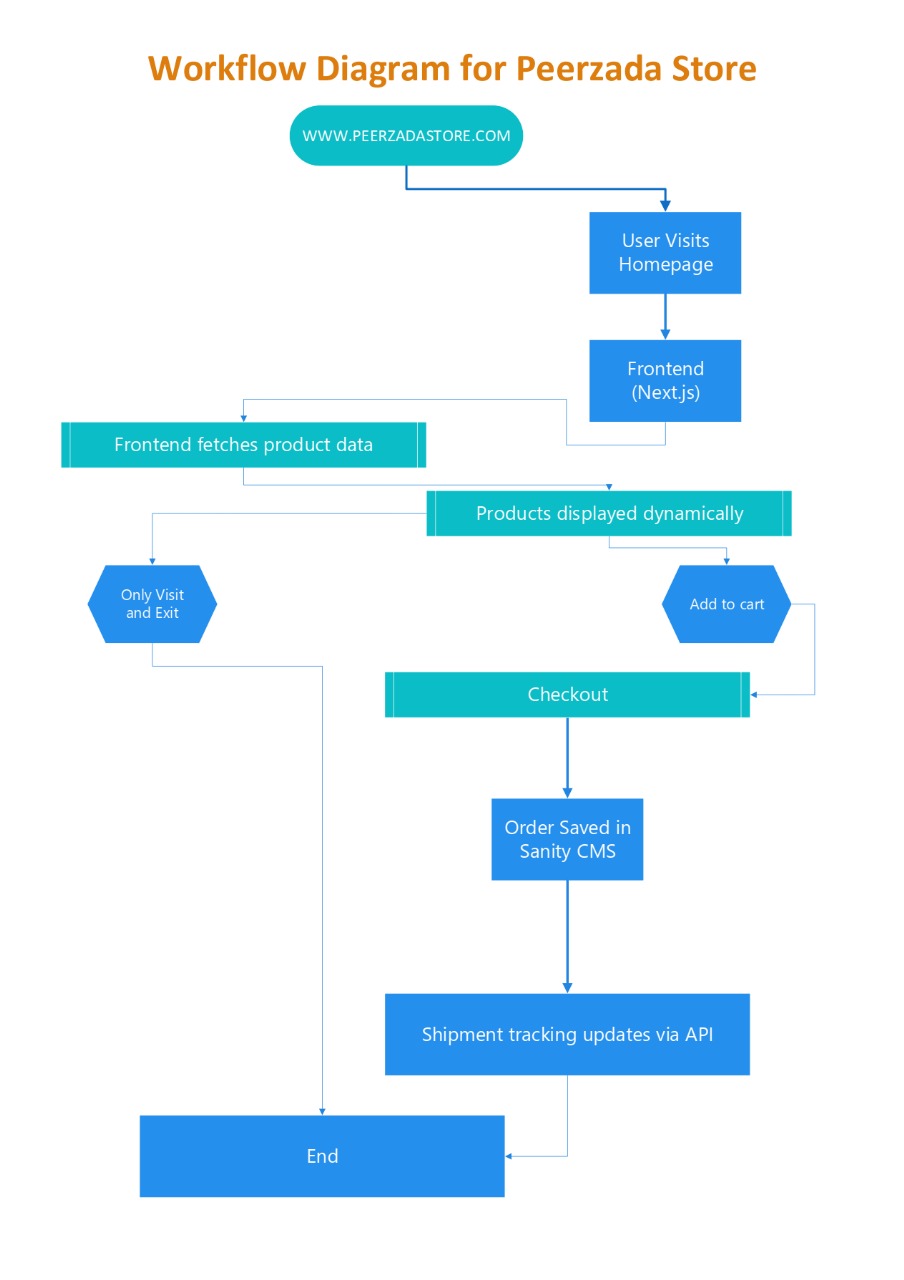 Workflow Diagram for Peerzada Store
WWW.PEERZADASTORE.COM
User Visits
Homepage
Frontend
(Next.js)
Frontend fetches product data
Products displayed dynamically
Only Visit
and Exit
Add to cart
Checkout
Order Saved in
Sanity CMS
Shipment tracking updates via API
End